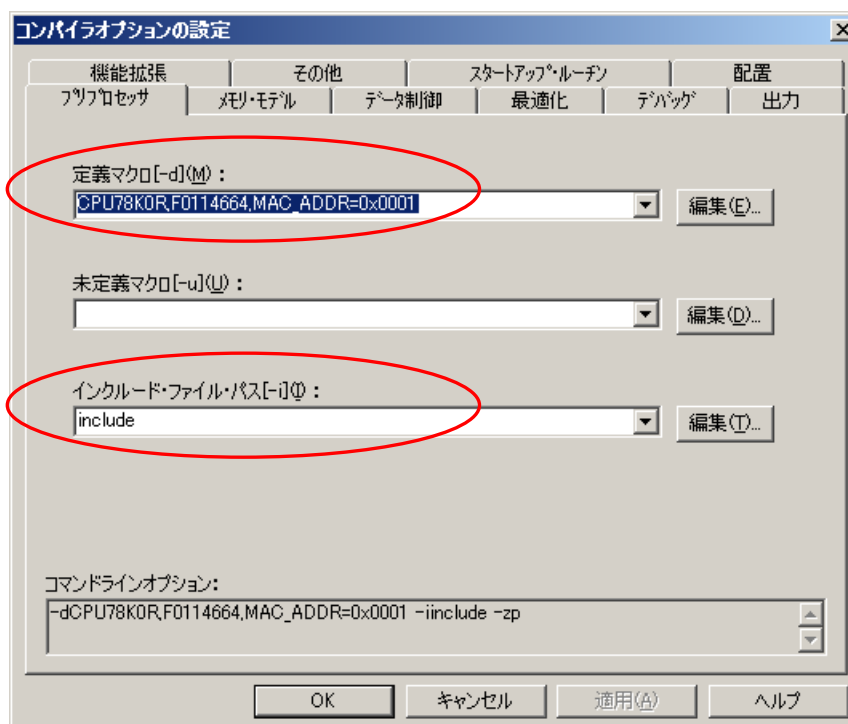 コンパイラオプションの設定
機能拡張 その他 スタートアップ・ルーチン 配置
プリプロセッサ メモリ・モデル データ制御 最適化 デバッグ 出力
定義マクロ[-d](M)：
CPU78K0R,F0114664,MAC_ADDR=0x0001 編集(E)...
未定義マクロ[-u](U)：
編集(D)...
インクルード・ファイル・パス[-i](I)：
include 編集(T)...
コマンドラインオプション：
-dCPU78K0R,F0114664,MAC_ADDR=0x0001 -iinclude -zp
OK キャンセル 適用(A) ヘルプ